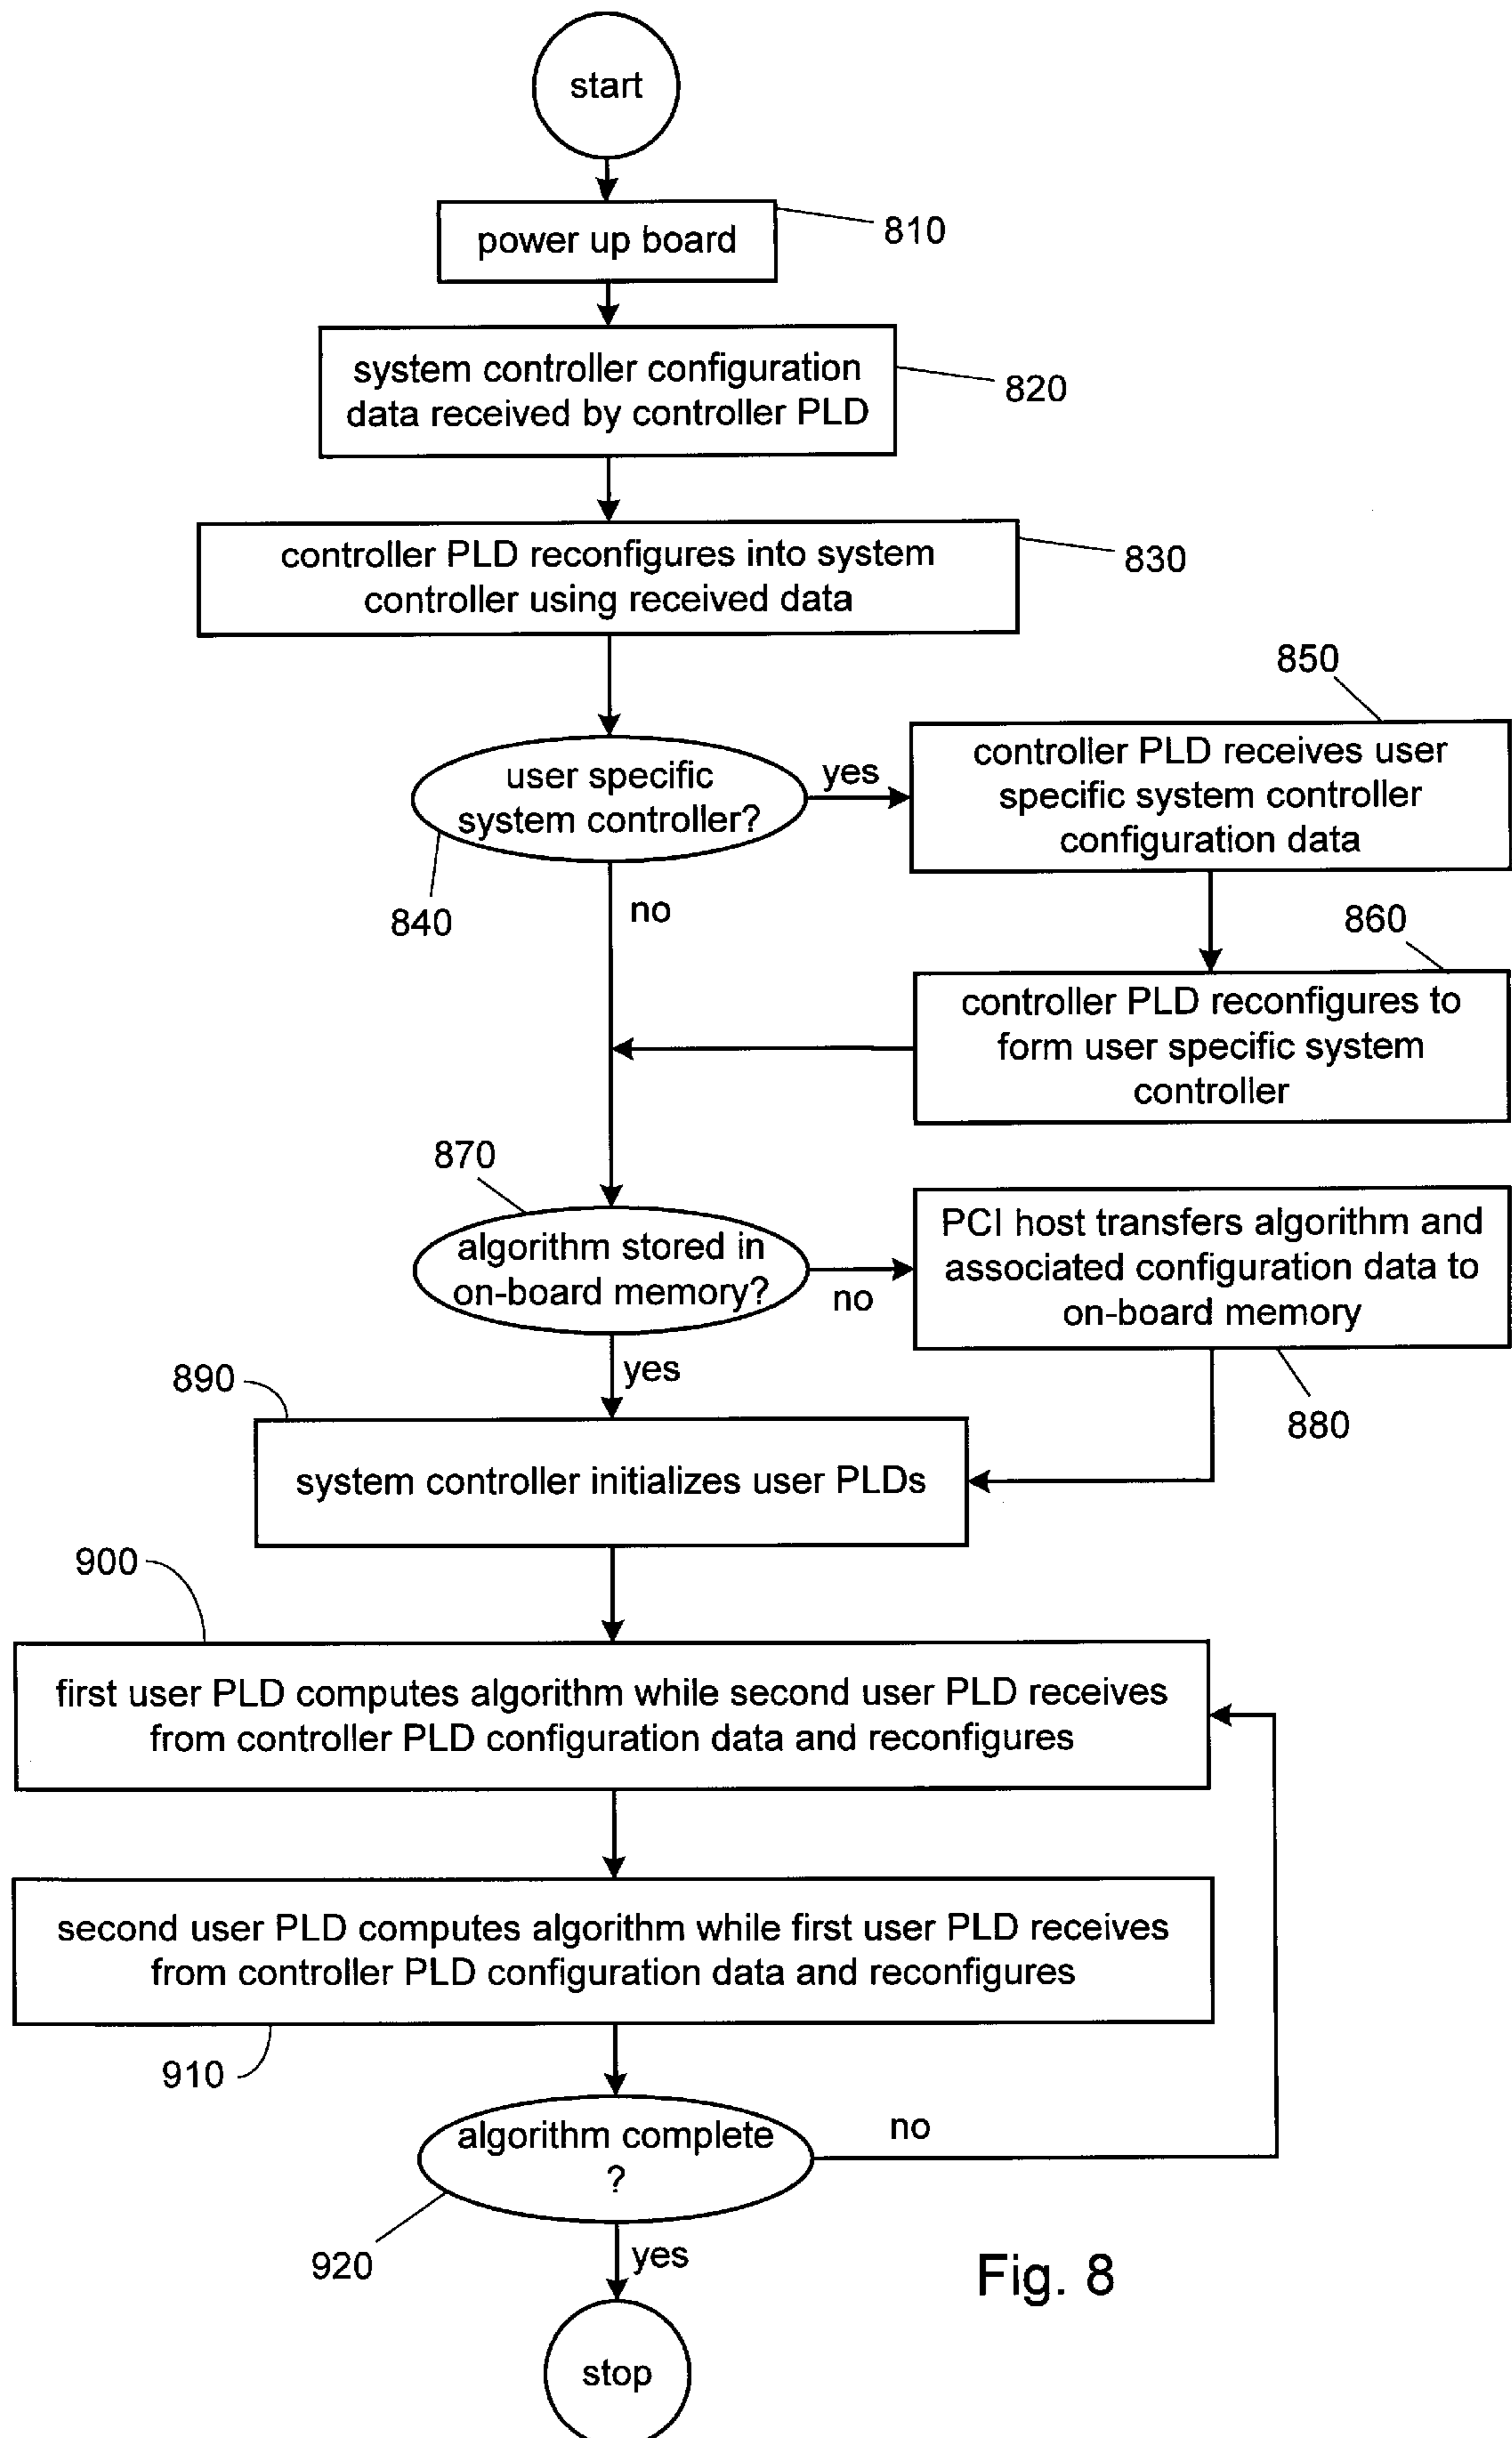 start
power up board
810
system controller configuration
data received by controller PLD
820
controller PLD reconfigures into system
controller using received data
830
850
user specific
system controller?
yes
controller PLD receives user
specific system controller
configuration data
840
no
860
controller PLD reconfigures to
form user specific system
controller
870
algorithm stored in
on-board memory?
no
PCI host transfers algorithm and
associated configuration data to
on-board memory
yes
880
890
system controller initializes user PLDs
900
first user PLD computes algorithm while second user PLD receives
from controller PLD configuration data and reconfigures
second user PLD computes algorithm while first user PLD receives
from controller PLD configuration data and reconfigures
910
algorithm complete
?
no
920
yes
Fig. 8
stop